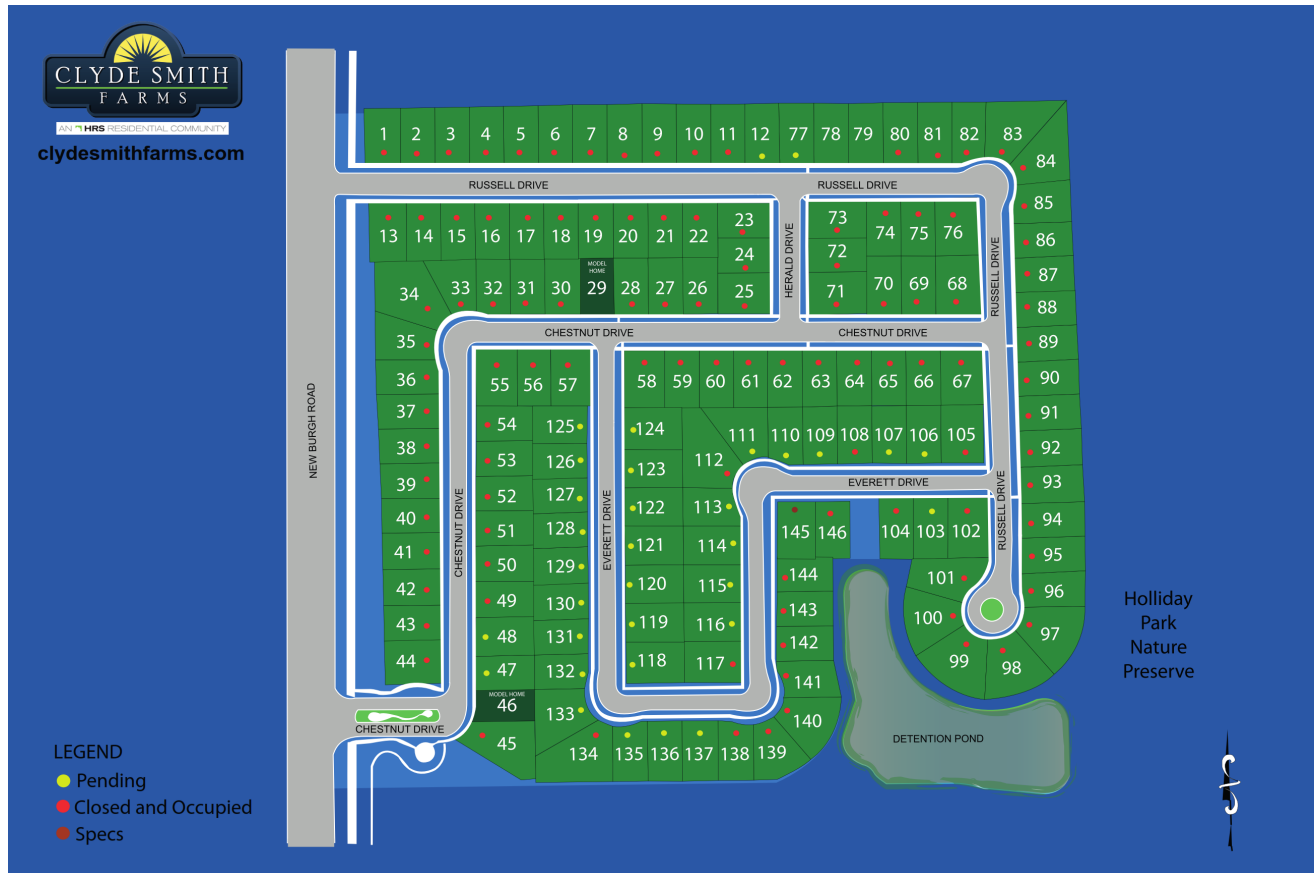 CLYDE SMITH
FARMS
AN HRS RESIDENTIAL COMMUNITY
clydesmithfarms.com
1 2 3 4 5 6 7 8 9 10 11 12 77 78 79 80 81 82 83
84
RUSSELL DRIVE RUSSELL DRIVE
85
13 14 15 16 17 18 19 20 21 22 23 73 74 75 76
86
24 72
HERALD DRIVE
RUSSELL DRIVE
MODEL
HOME
87
34 33 32 31 30 29 28 27 26 25 71 70 69 68
88
CHESTNUT DRIVE CHESTNUT DRIVE
35 89
36 55 56 57 58 59 60 61 62 63 64 65 66 67 90
37 91
54 125 124 111 110 109 108 107 106 105
38 92
53 126 123 112
39 93
EVERETT DRIVE
NEW BURGH ROAD
CHESTNUT DRIVE
EVERETT DRIVE
RUSSELL DRIVE
52 127 122 113
40 94
51 128 121 114 145 146 104 103 102
41 95
50 129 120 115 144 101
42 96
49 130 119 116 143 100
43 97
48 131 118 117 142 99 98
44
47 132 141
MODEL HOME
46 133 140
45 134 135 136 137 138 139
CHESTNUT DRIVE
DETENTION POND
Holliday
Park
Nature
Preserve
LEGEND
Pending
Closed and Occupied
Specs